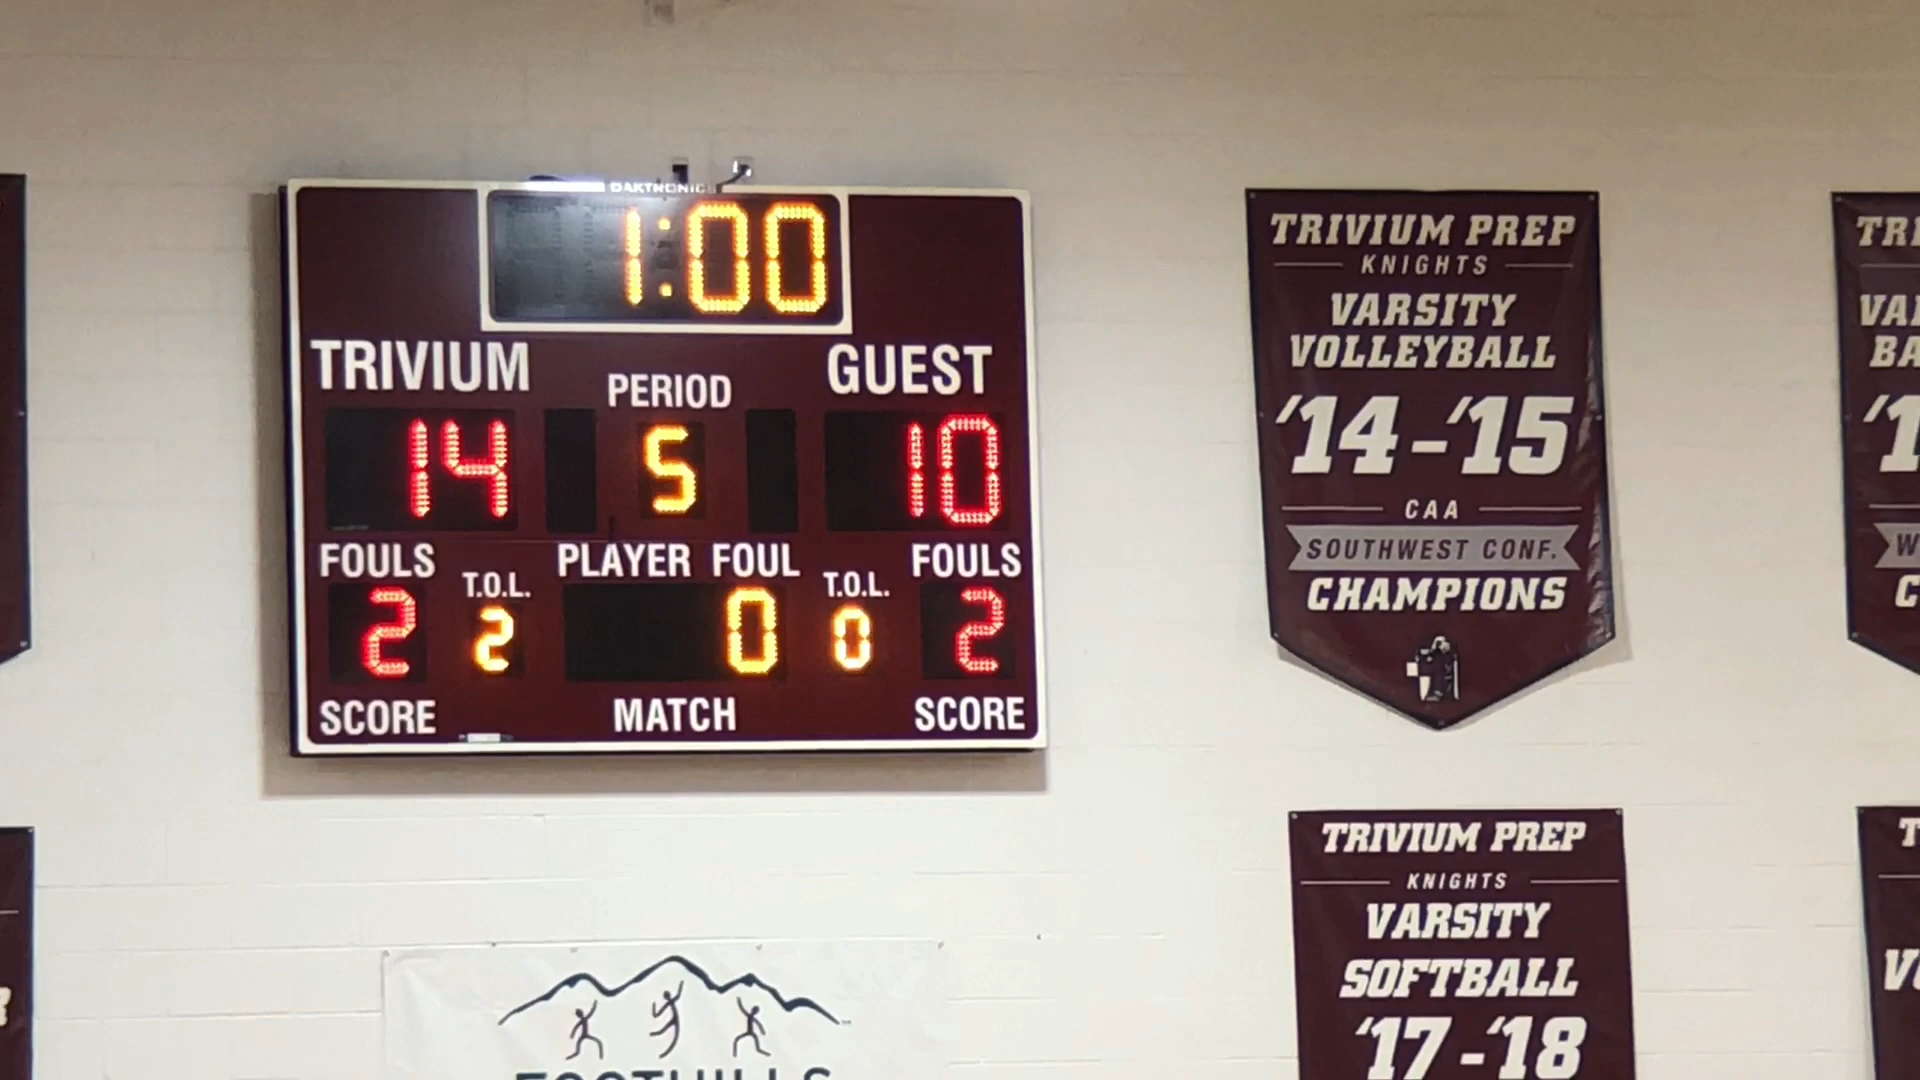 DAKTRONICS
1:00
TRIVIUM
PERIOD
GUEST
14
5
10
FOULS
T.O.L.
PLAYER FOUL
T.O.L.
FOULS
2
2
0
0
2
SCORE
MATCH
SCORE
TRIVIUM PREP
KNIGHTS
VARSITY
VOLLEYBALL
'14-'15
CAA
SOUTHWEST CONF.
CHAMPIONS
TRIVIUM PREP
KNIGHTS
VARSITY
SOFTBALL
'17-'18
FOOTHILLS